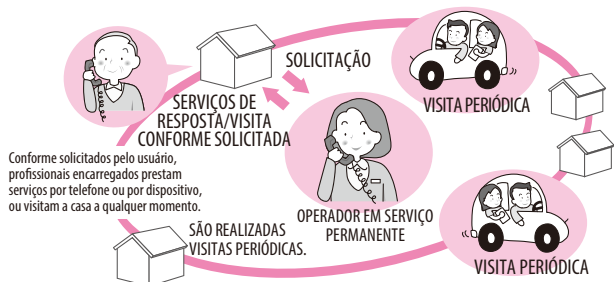 SOLICITAÇÃO
SERVIÇOS DE
RESPOSTA/VISITA
CONFORME SOLICITADA
VISITA PERIÓDICA
Conforme solicitados pelo usuário,
profissionais encarregados prestam
serviços por telefone ou por dispositivo,
ou visitam a casa a qualquer momento.
OPERADOR EM SERVIÇO
PERMANENTE
SÃO REALIZADAS
VISITAS PERIÓDICAS.
VISITA PERIÓDICA